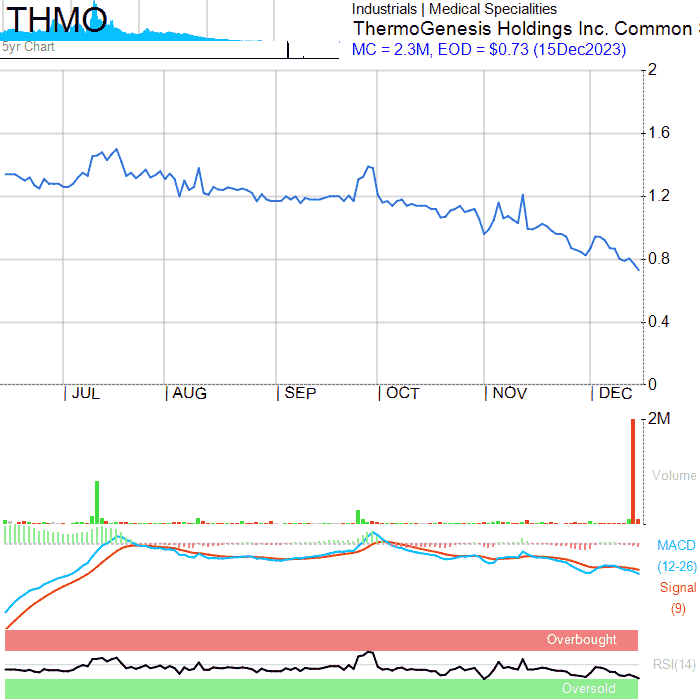 THMO
5yr Chart
Industrials | Medical Specialities
ThermoGenesis Holdings Inc. Common
MC = 2.3M, EOD = $0.73 (15Dec2023)
2
1.6
1.2
0.8
0.4
0
JUL AUG SEP OCT NOV DEC
2M
Volume
MACD
(12-26)
Signal
(9)
Overbought
RSI(14)
Oversold